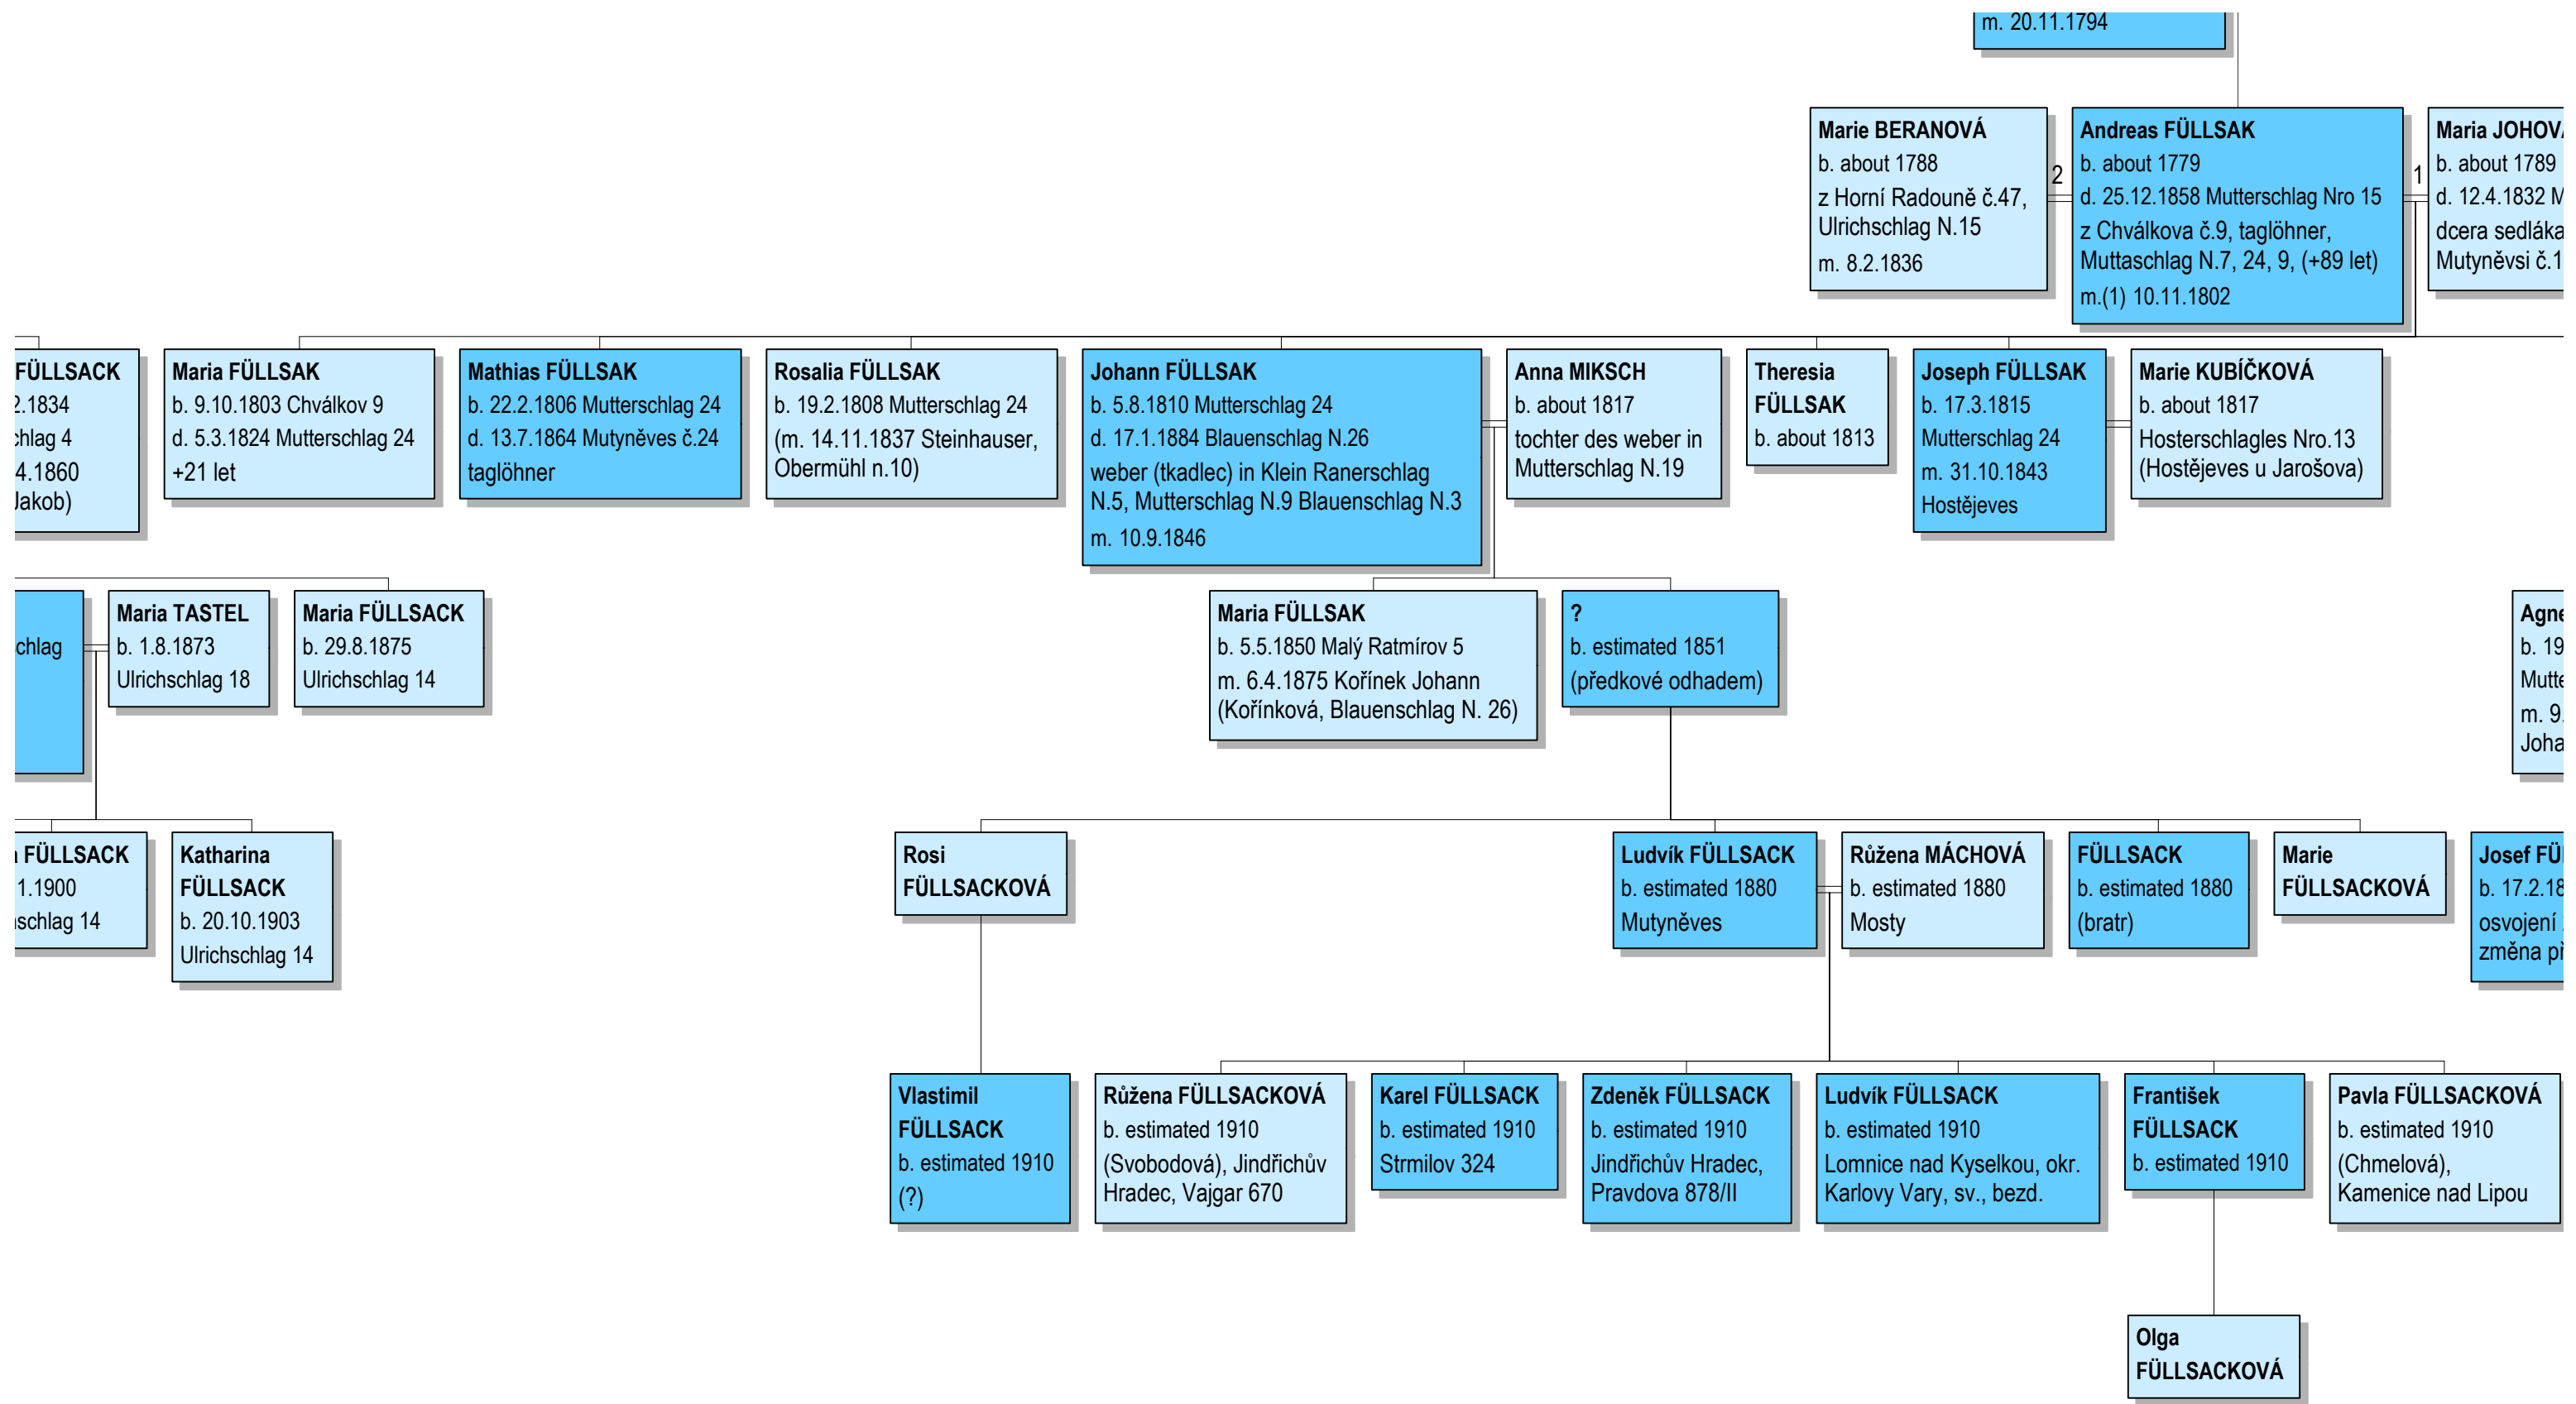 m. 20.11.1794
Marie BERANOVÁ
b. about 1788
z Horní Radouně č.47,
Ulrichschlag N.15
m. 8.2.1836
2
Andreas FÜLLSAK
b. about 1779
d. 25.12.1858 Mutterschlag Nro 15
z Chválkova č.9, taglöhner,
Muttaschlag N.7, 24, 9, (+89 let)
m.(1) 10.11.1802
1
Maria
b. about 1789
d. 12.4.1832
dcera sedláka
Mutyněvsi
FÜLLSACK
Maria FÜLLSAK
b. 9.10.1803 Chválkov 9
d. 5.3.1824 Mutterschlag 24
+21 let
Mathias FÜLLSAK
b. 22.2.1806 Mutterschlag 24
d. 13.7.1864 Mutyněves č.24
taglöhner
Rosalia FÜLLSAK
b. 19.2.1808 Mutterschlag 24
(m. 14.11.1837 Steinhauser,
Obermühl n.10)
Johann FÜLLSAK
b. 5.8.1810 Mutterschlag 24
d. 17.1.1884 Blauenschlag N.26
weber (tkadlec) in Klein Ranerschlag
N.5, Mutterschlag N.9 Blauenschlag N.3
m. 10.9.1846
Anna MIKSCH
b. about 1817
tochter des weber in
Mutterschlag N.19
Theresia
FÜLLSAK
b. about 1813
Joseph FÜLLSAK
b. 17.3.1815
Mutterschlag 24
m. 31.10.1843
Hostějeves
Marie KUBÍČKOVÁ
b. about 1817
Hosterschlagles Nro.13
(Hostějeves u Jarošova)
Maria TASTEL
b. 1.8.1873
Ulrichschlag 18
Maria FÜLLSACK
b. 29.8.1875
Ulrichschlag 14
Maria FÜLLSAK
b. 5.5.1850 Malý Ratmírov 5
m. 6.4.1875 Kořínek Johann
(Kořínková, Blauenschlag N. 26)
?
b. estimated 1851
(předkové odhadem)
b.
m.
FÜLLSACK
14
Katharina
FÜLLSACK
b. 20.10.1903
Ulrichschlag 14
Rosi
FÜLLSACKOVÁ
Ludvík FÜLLSACK
b. estimated 1880
Mutyněves
Růžena MÁCHOVÁ
b. estimated 1880
Mosty
FÜLLSACK
b. estimated 1880
(bratr)
Marie
FÜLLSACKOVÁ
Josef
b.
osvojení
změna
Vlastimil
FÜLLSACK
b. estimated 1910
(?)
Růžena FÜLLSACKOVÁ
b. estimated 1910
(Svobodová), Jindřichův
Hradec, Vajgar 670
Karel FÜLLSACK
b. estimated 1910
Strmilov 324
Zdeněk FÜLLSACK
b. estimated 1910
Jindřichův Hradec,
Pravdova 878/II
Ludvík FÜLLSACK
b. estimated 1910
Lomnice nad Kyselkou, okr.
Karlovy Vary, sv., bezd.
František
FÜLLSACK
b. estimated 1910
Pavla FÜLLSACKOVÁ
b. estimated 1910
(Chmelová),
Kamenice nad Lipou
Olga
FÜLLSACKOVÁ